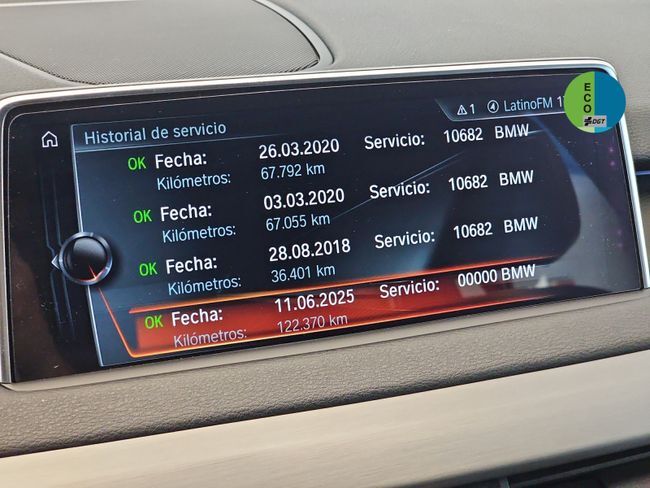 ⚠ 1 ④ LatinoFM
ECO
DGT
Historial de servicio
OK Fecha: 26.03.2020 Servicio: 10682 BMW
Kilómetros: 67.792 km
OK Fecha: 03.03.2020 Servicio: 10682 BMW
Kilómetros: 67.055 km
OK Fecha: 28.08.2018 Servicio: 10682 BMW
Kilómetros: 36.401 km
OK Fecha: 11.06.2025 Servicio: 00000 BMW
Kilómetros: 122.370 km